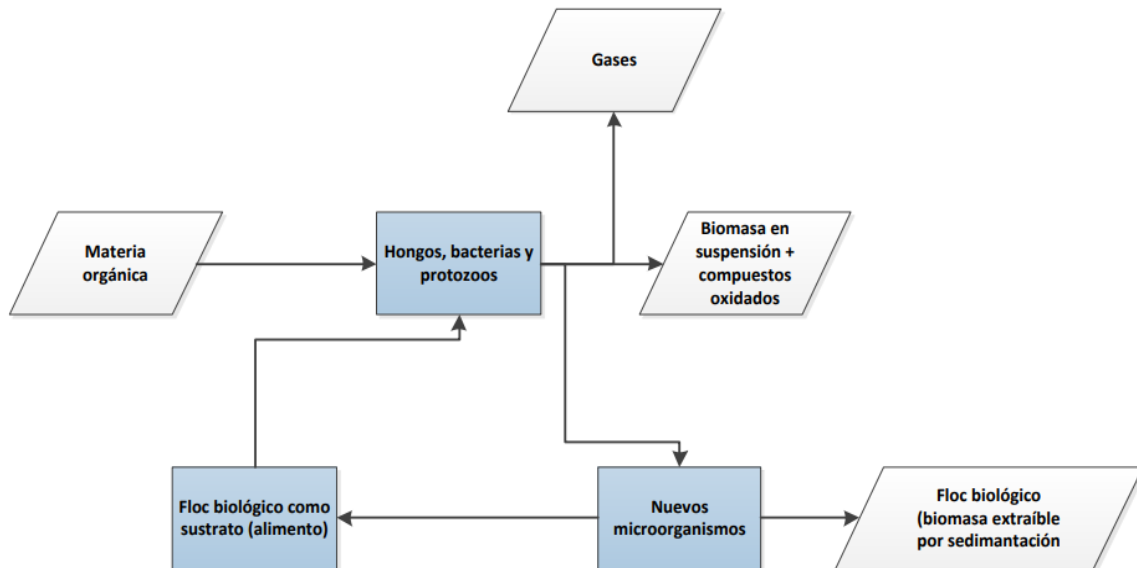 Gases
Materia
orgánica
Hongos, bacterias y
protozoos
Biomasa en
suspensión +
compuestos
oxidados
Floc biológico como
sustrato (alimento)
Nuevos
microorganismos
Floc biológico
(biomasa extraíble
por sedimantación